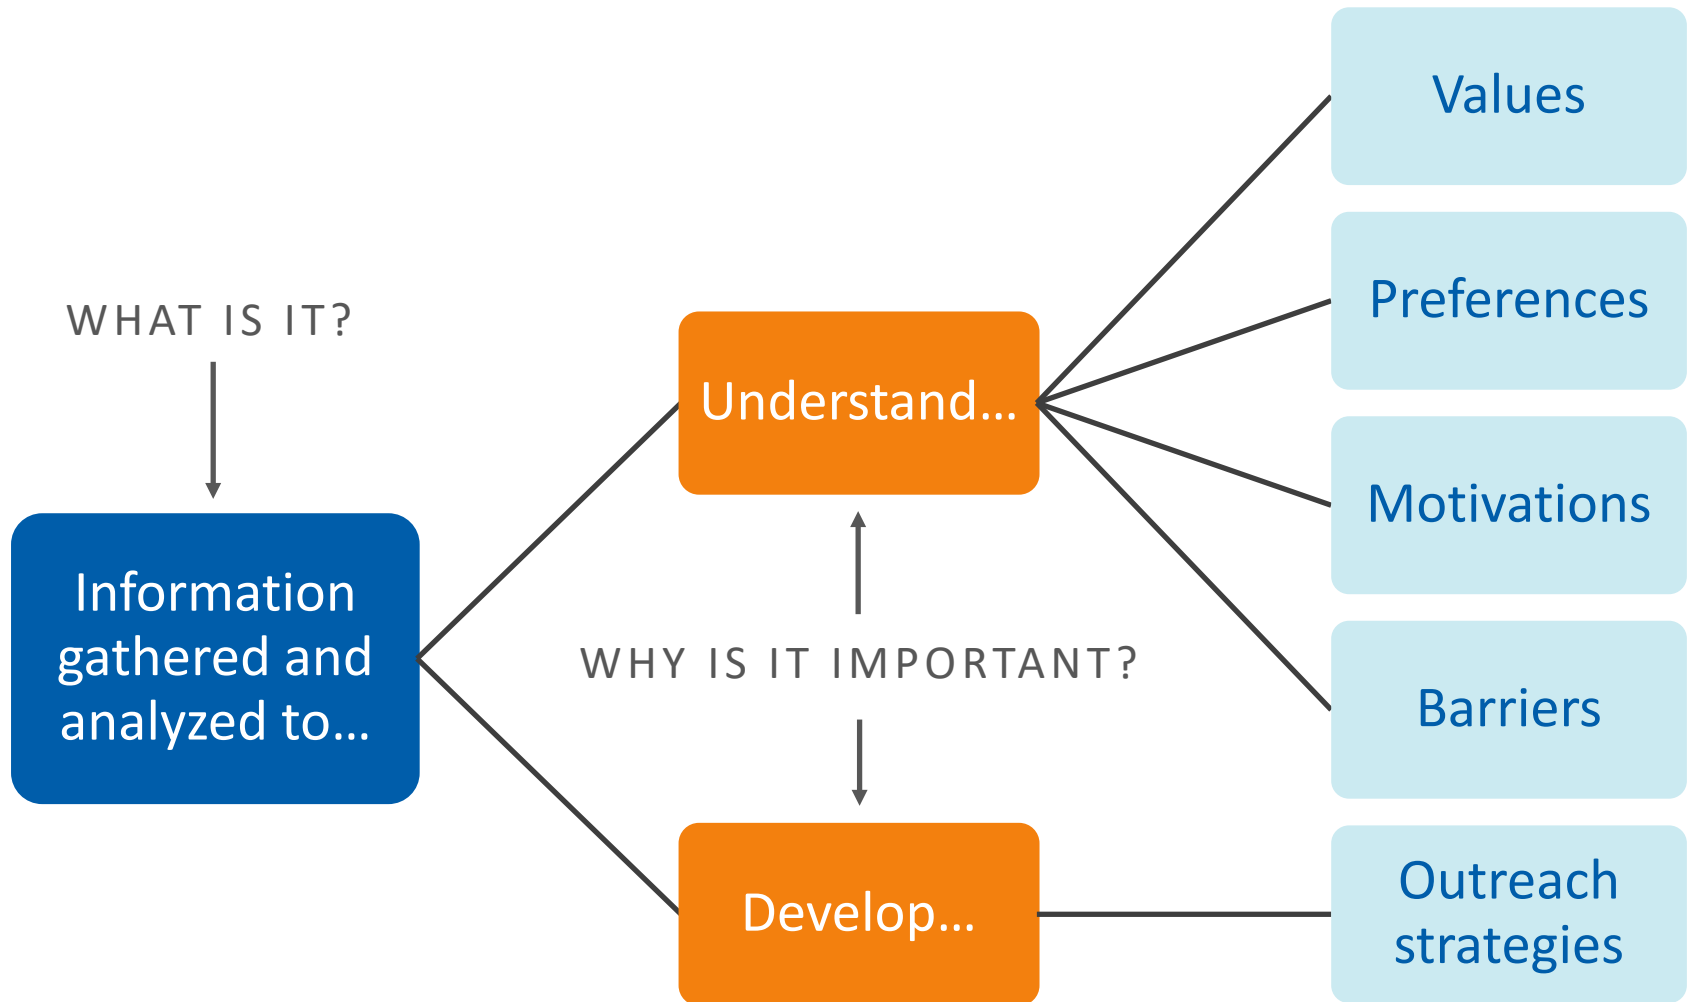 WHAT IS IT?
Information
gathered and
analyzed to...
Understand...
WHY IS IT IMPORTANT?
Develop...
Values
Preferences
Motivations
Barriers
Outreach
strategies